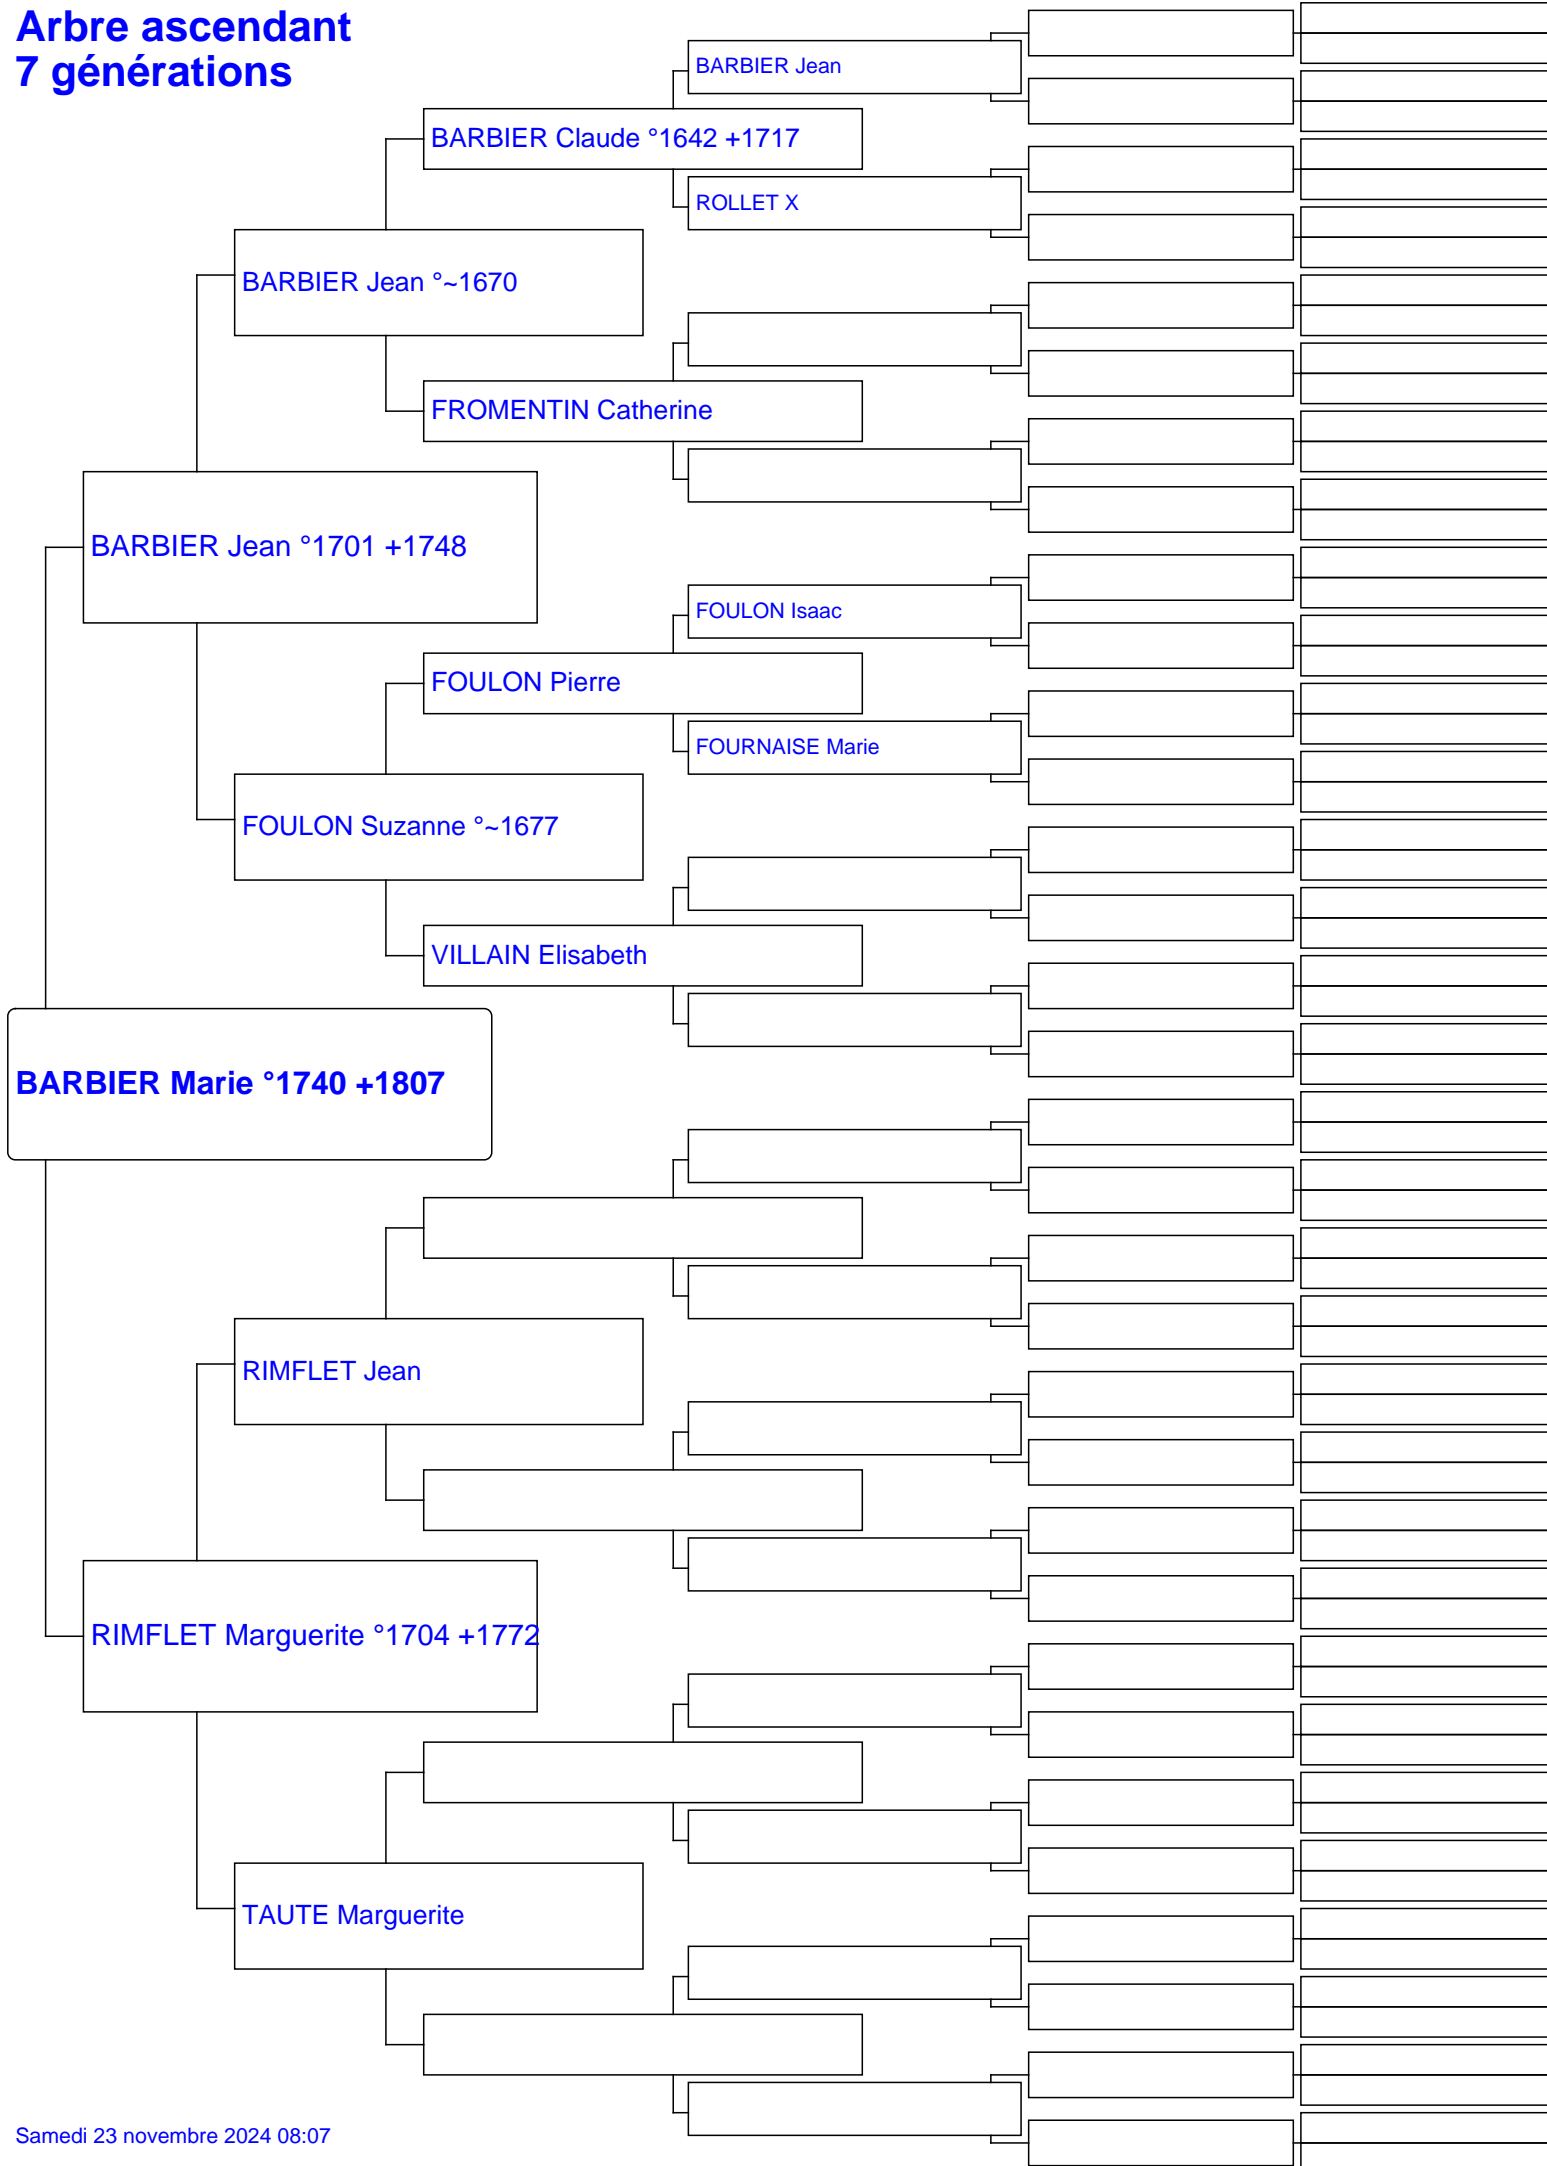 Arbre ascendant
7 générations
BARBIER Jean
BARBIER Claude °1642 +1717
ROLLET X
BARBIER Jean °~1670
FROMENTIN Catherine
BARBIER Jean °1701 +1748
FOULON Isaac
FOULON Pierre
FOURNAISE Marie
FOULON Suzanne °~1677
VILLAIN Elisabeth
BARBIER Marie °1740 +1807
RIMFLET Jean
RIMFLET Marguerite °1704 +1772
TAUTE Marguerite
Samedi 23 novembre 2024 08:07